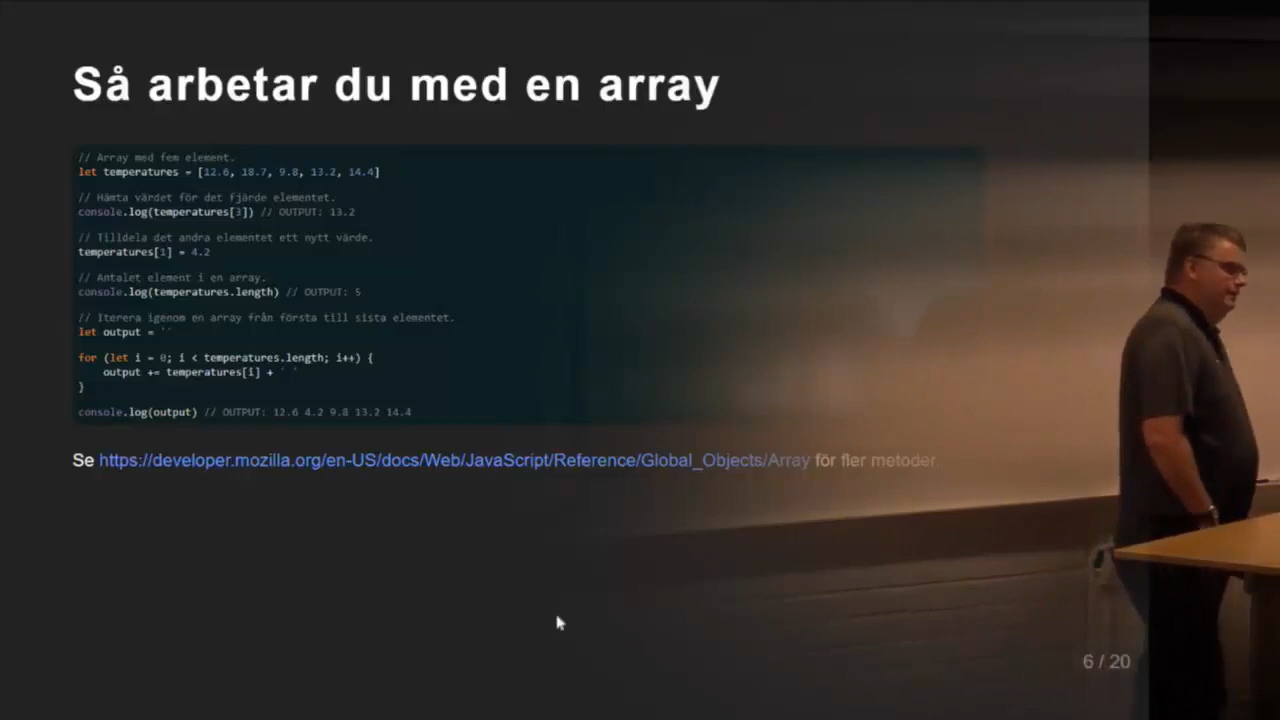 Så arbetar du med en array
// Array med fem element.
let temperatures = [12.6, 18.7, 9.8, 13.2, 14.4]
// Hämta värdet för det fjärde elementet.
console.log(temperatures[3]) // OUTPUT: 13.2
// Tilldela det andra elementet ett nytt värde.
temperatures[1] = 4.2
// Antalet element i en array.
console.log(temperatures.length) // OUTPUT: 5
// Iterera igenom en array från första till sista elementet.
let output = ``
for (let i = 0; i < temperatures.length; i++) {
output += temperatures[i] + ` `
}
console.log(output) // OUTPUT: 12.6 4.2 9.8 13.2 14.4
Se https://developer.mozilla.org/en-US/docs/Web/JavaScript/Reference/Global_Objects/Array för fler metoder.
6 / 20